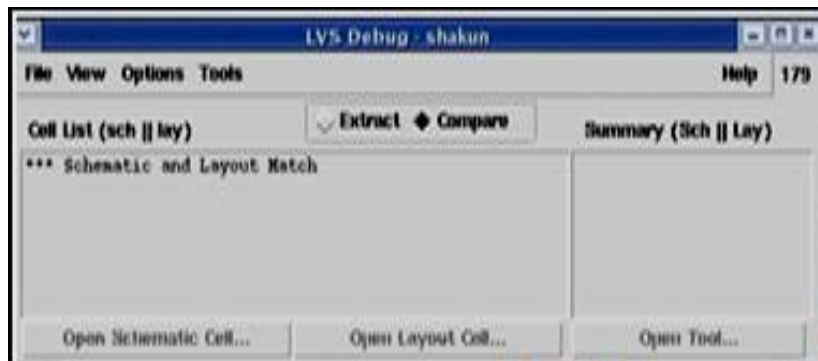 LVS Debug - shakun
File View Options Tools Help 179
Cell List (sch || lay) Extract Compare Summary (Sch || Lay)
*** Schematic and Layout Match
Open Schematic Cell... Open Layout Cell... Open Tool...